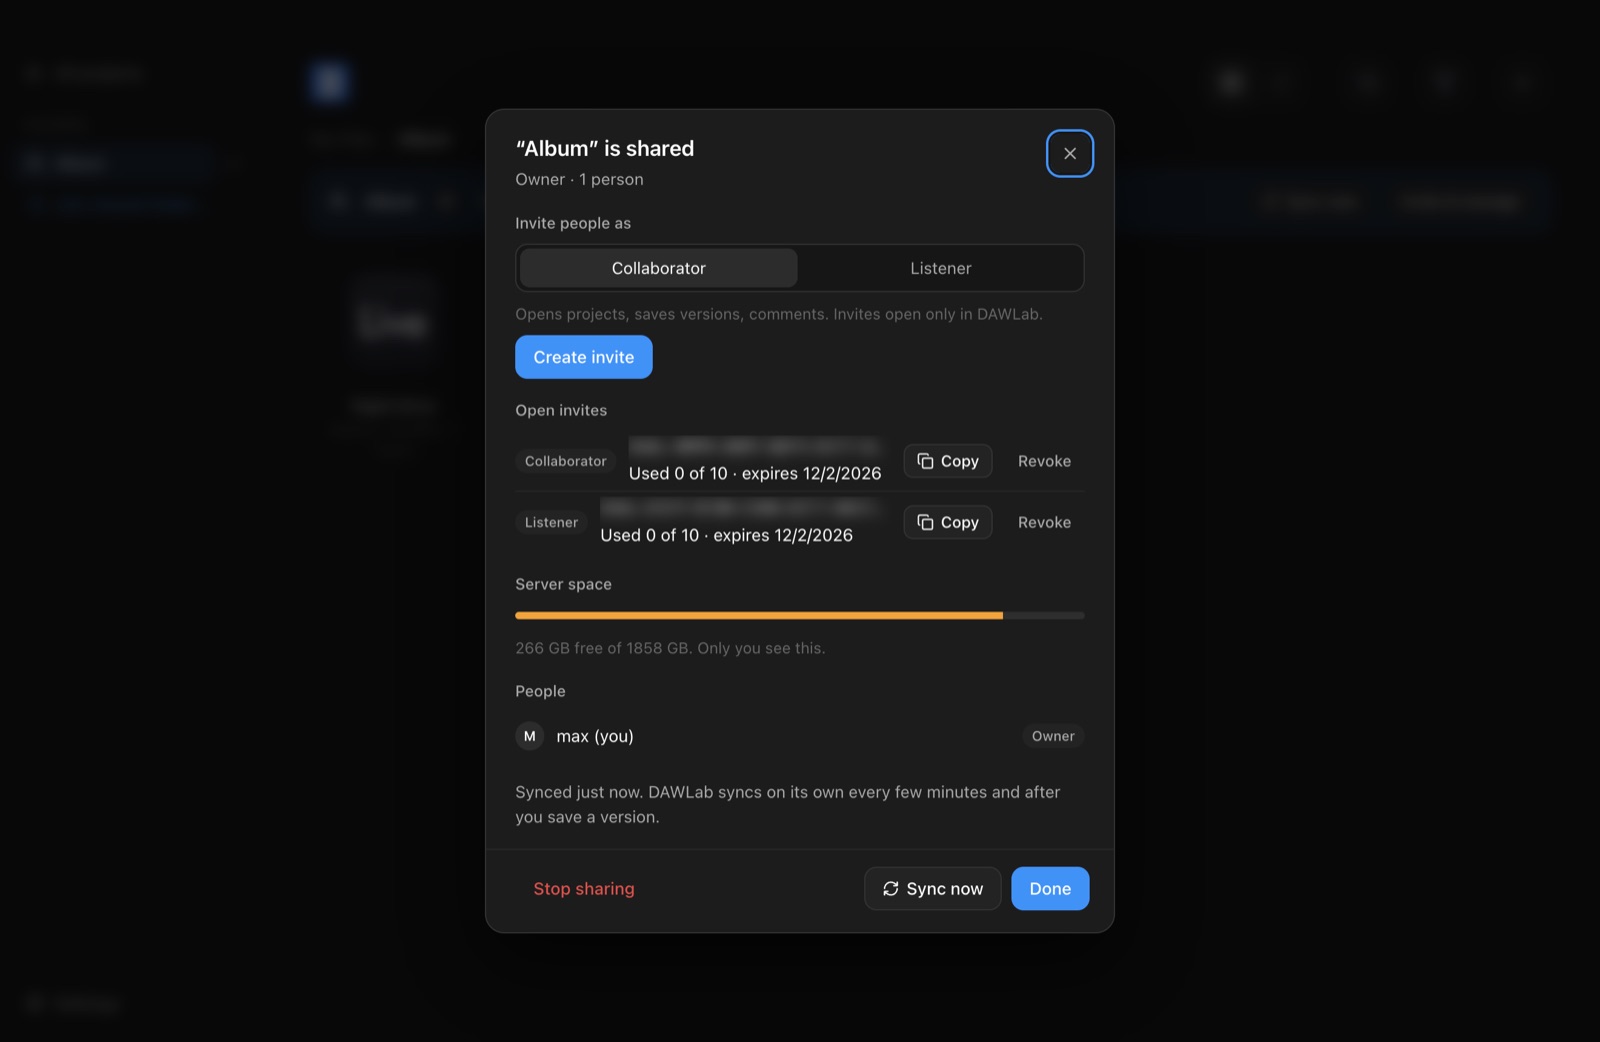 “Album” is shared
Owner · 1 person
Invite people as
Collaborator
Listener
Opens projects, saves versions, comments. Invites open only in DAWLab.
Create invite
Open invites
Collaborator
Used 0 of 10 · expires 12/2/2026
Copy
Revoke
Listener
Used 0 of 10 · expires 12/2/2026
Copy
Revoke
Server space
266 GB free of 1858 GB. Only you see this.
People
M
max (you)
Owner
Synced just now. DAWLab syncs on its own every few minutes and after
you save a version.
Stop sharing
Sync now
Done